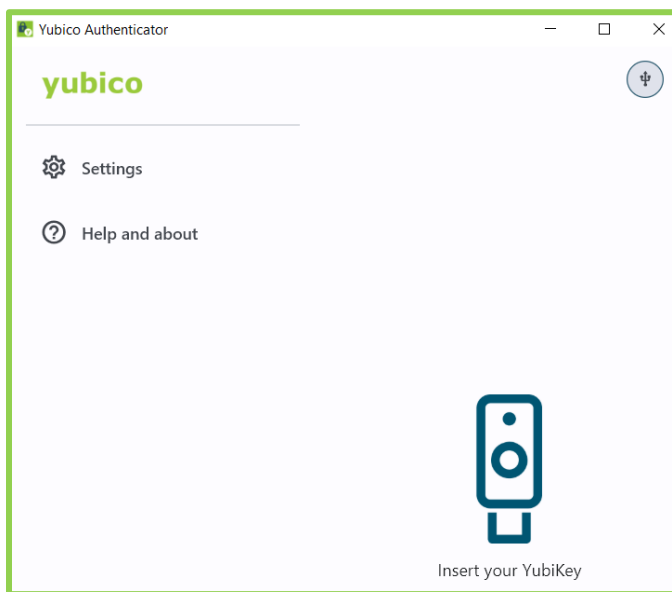 Yubico Authenticator
yubico
Settings
Help and about
Insert your YubiKey